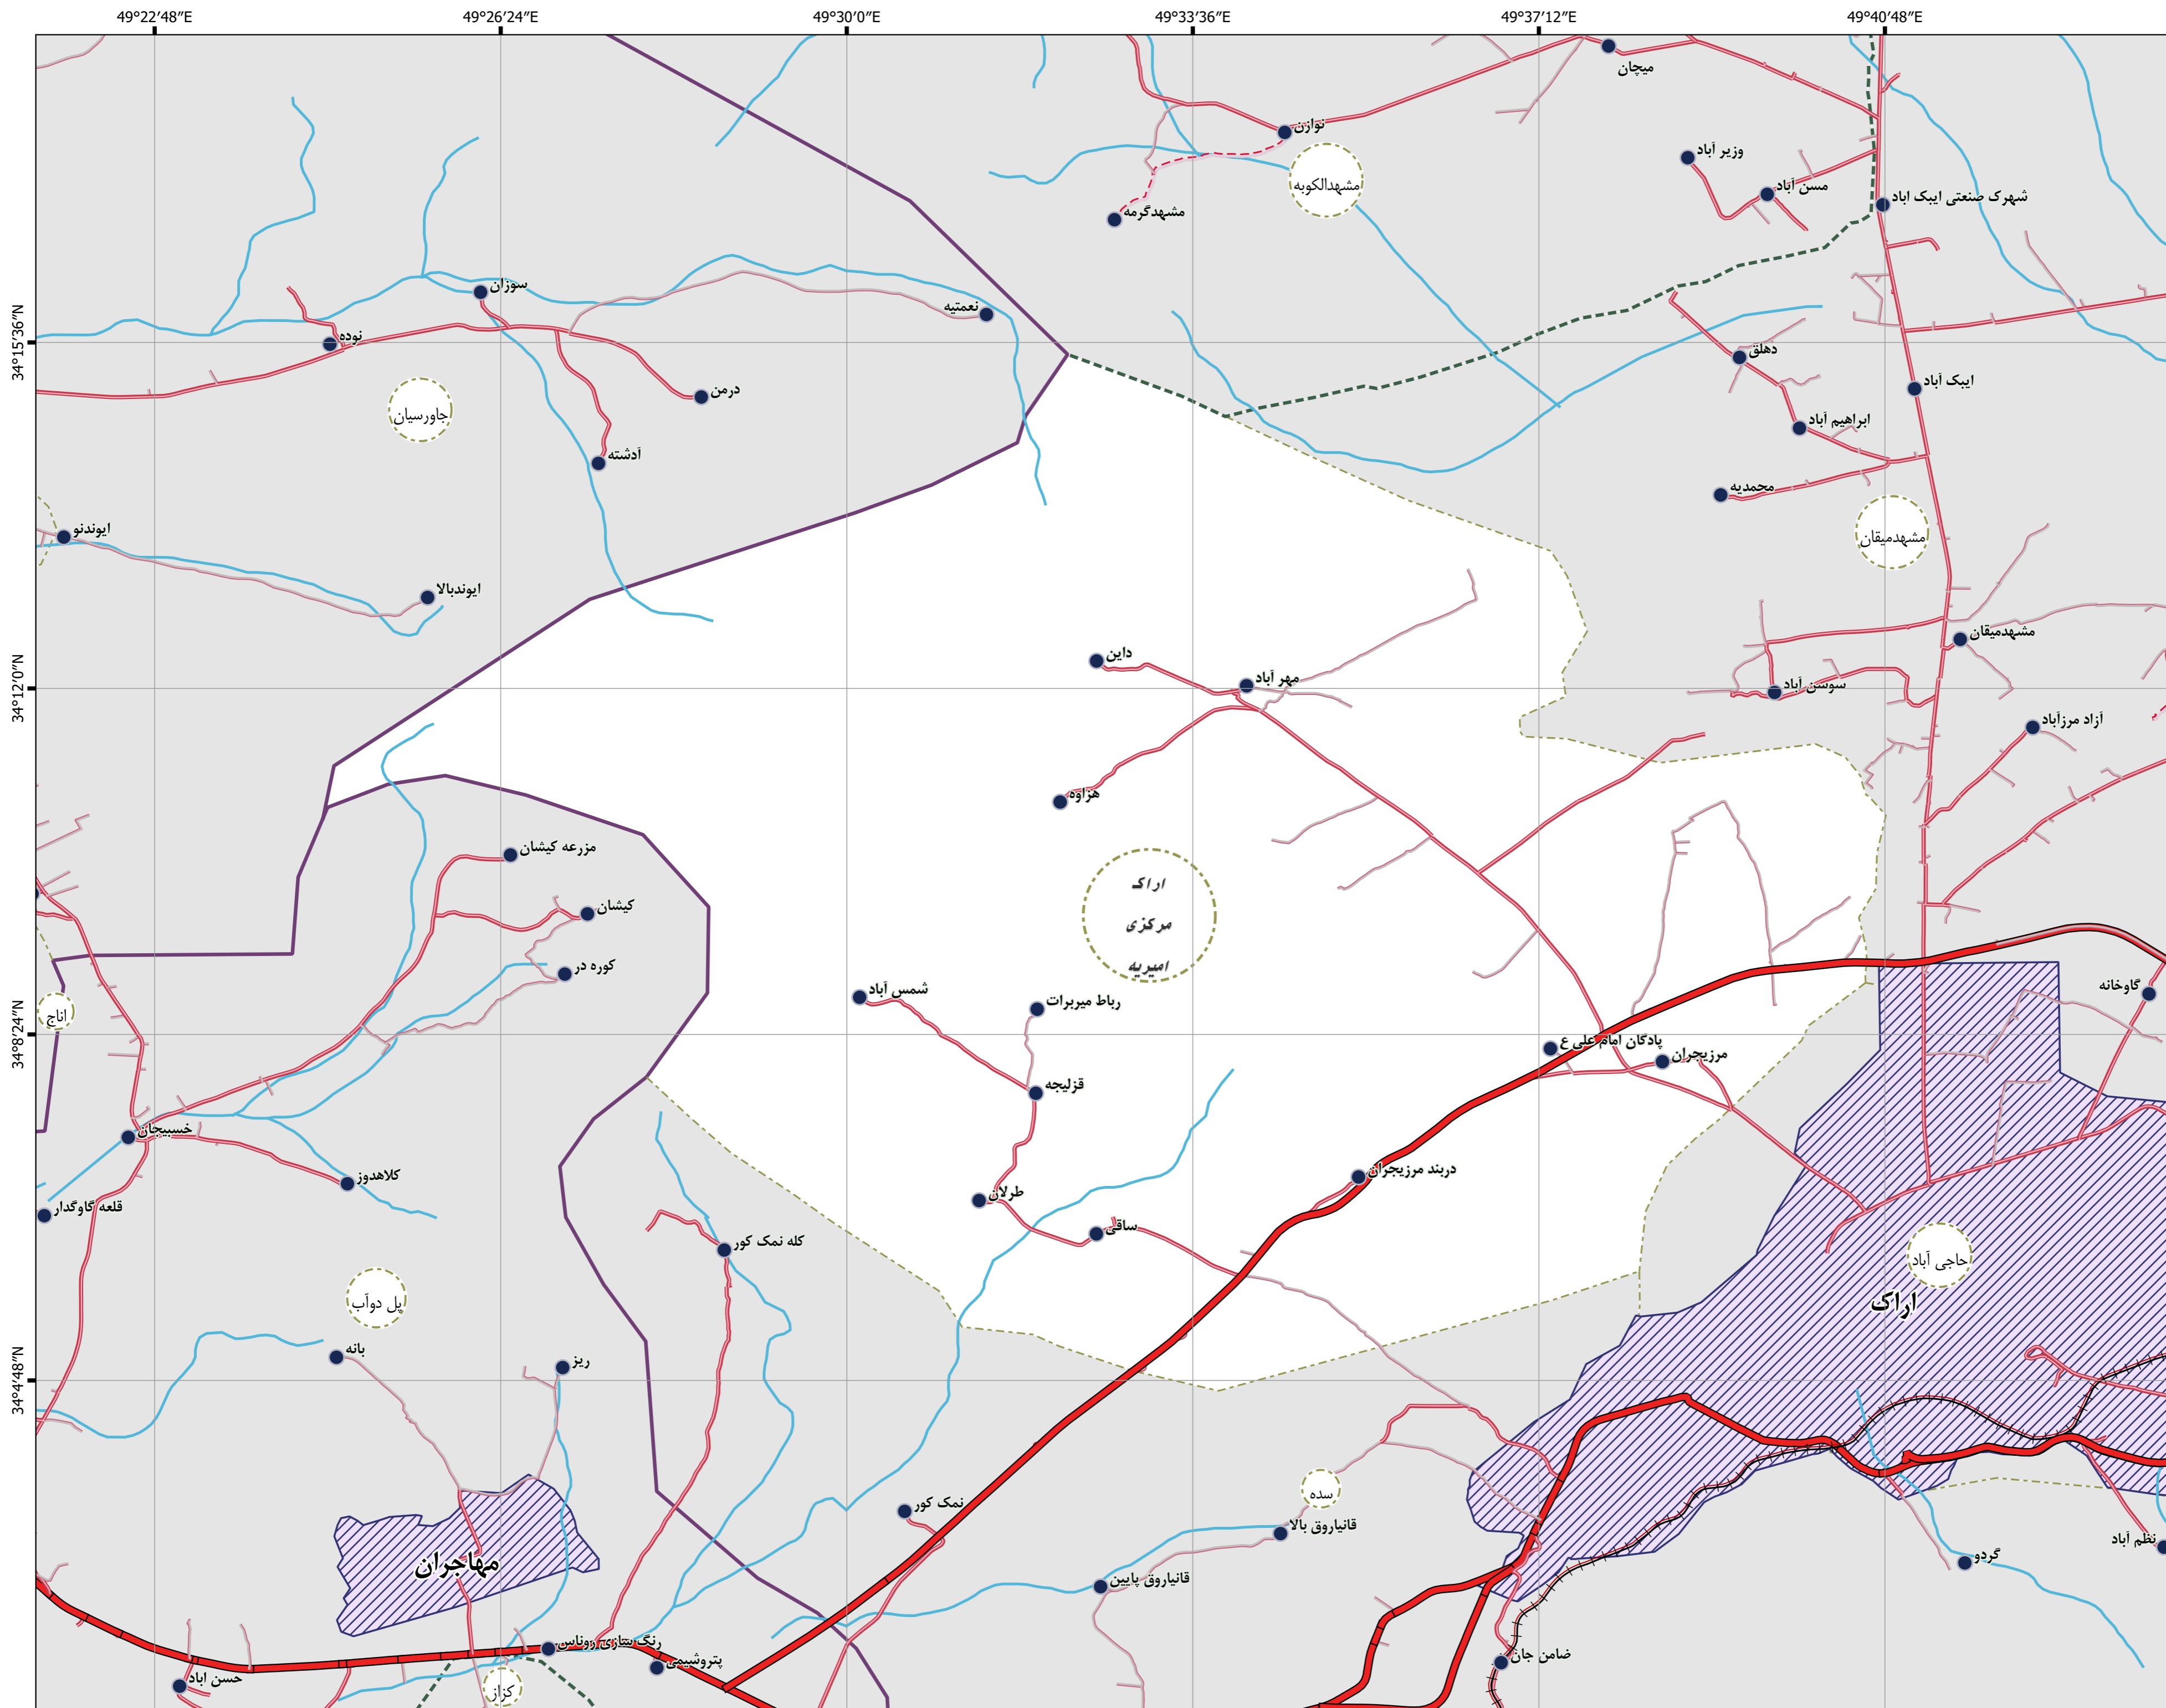 49°22′48″E 49°26′24″E 49°30′0″E 49°33′36″E 49°37′12″E 49°40′48″E
میچان
نوازن
وزیر آباد
مشهدالکوبه
مسن آباد
شهرک صنعتی ایبک اباد
مشهدگرمه
سوزان
نعمتیه
34°15′36″N
نوده
دهلق
ایبک آباد
درمن
جاورسیان
ابراهیم آباد
آدشته
محمدیه
ایوندنو
مشهدمیقان
ایوندبالا
مشهدمیقان
داین
مهر آباد
34°12′0″N
سوسن آباد
آزاد مرزآباد
هزاوه
مزرعه کیشان
اراک
مرکزی
امیریه
کیشان
کوره در
شمس آباد
رباط میربرات
گاوخانه
اناج
34°8′24″N
پادگان امام علی ع
مرزیجران
قزلیجه
خسبیجان
کلاهدوز
دربند مرزیجران
طرلان
قلعه گاوگدار
ساقی
کله نمک کور
حاجی آباد
پل دوآب
اراک
بانه
ریز
34°4′48″N
سده
نمک کور
قانیاروق بالا
نظم آباد
گردو
مهاجران
قانیاروق پایین
رنگ سازی روناس
پتروشیمی
ضامن جان
حسن اباد
کزاز